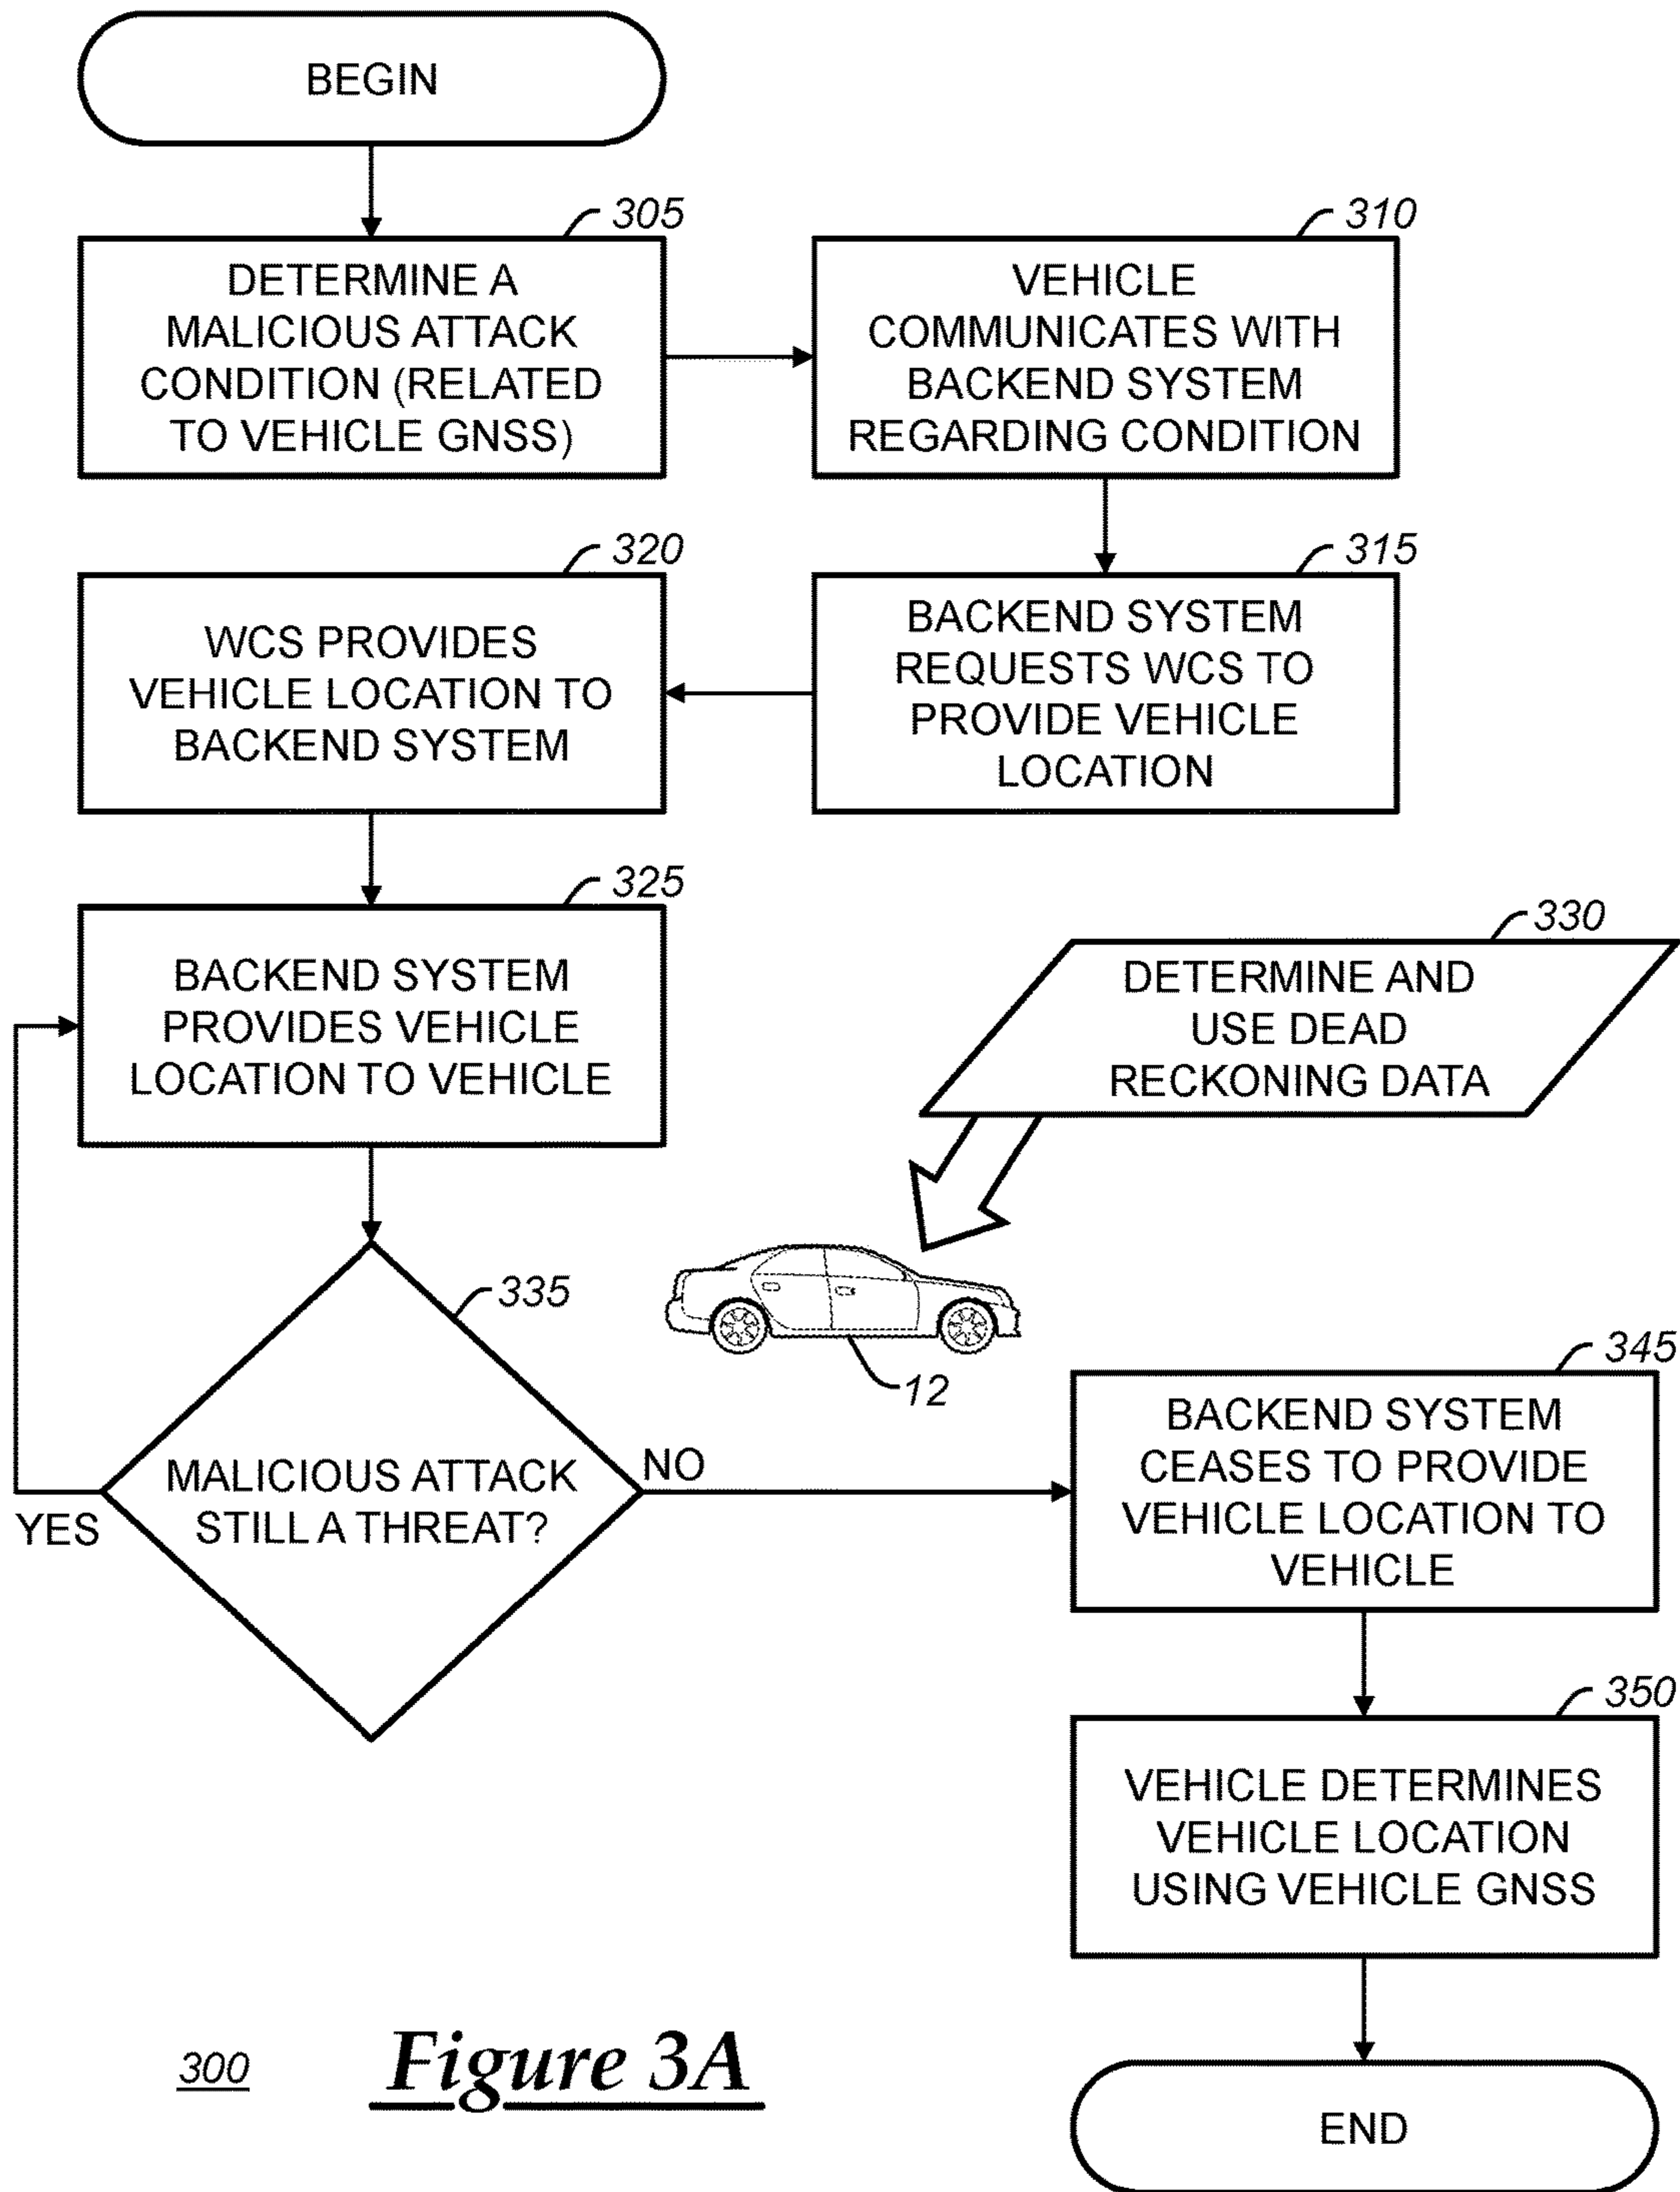 BEGIN
305
DETERMINE A
MALICIOUS ATTACK
CONDITION (RELATED
TO VEHICLE GNSS)
310
VEHICLE
COMMUNICATES WITH
BACKEND SYSTEM
REGARDING CONDITION
320
WCS PROVIDES
VEHICLE LOCATION TO
BACKEND SYSTEM
315
BACKEND SYSTEM
REQUESTS WCS TO
PROVIDE VEHICLE
LOCATION
325
BACKEND SYSTEM
PROVIDES VEHICLE
LOCATION TO VEHICLE
330
DETERMINE AND
USE DEAD
RECKONING DATA
335
MALICIOUS ATTACK
STILL A THREAT?
YES
NO
12
345
BACKEND SYSTEM
CEASES TO PROVIDE
VEHICLE LOCATION TO
VEHICLE
350
VEHICLE DETERMINES
VEHICLE LOCATION
USING VEHICLE GNSS
END
300
Figure 3A